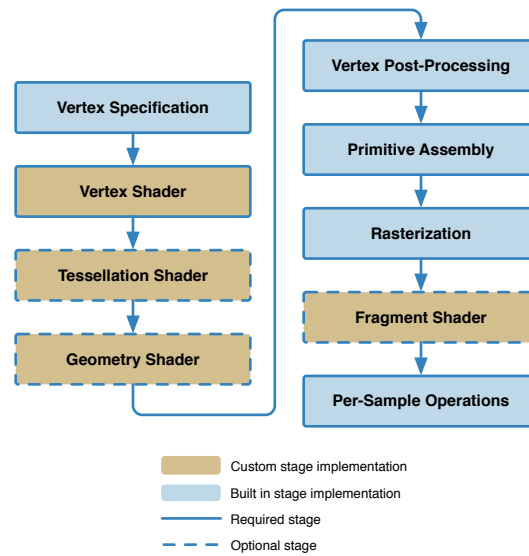 Vertex Specification
Vertex Shader
Tessellation Shader
Geometry Shader
Vertex Post-Processing
Primitive Assembly
Rasterization
Fragment Shader
Per-Sample Operations
Custom stage implementation
Built in stage implementation
Required stage
Optional stage